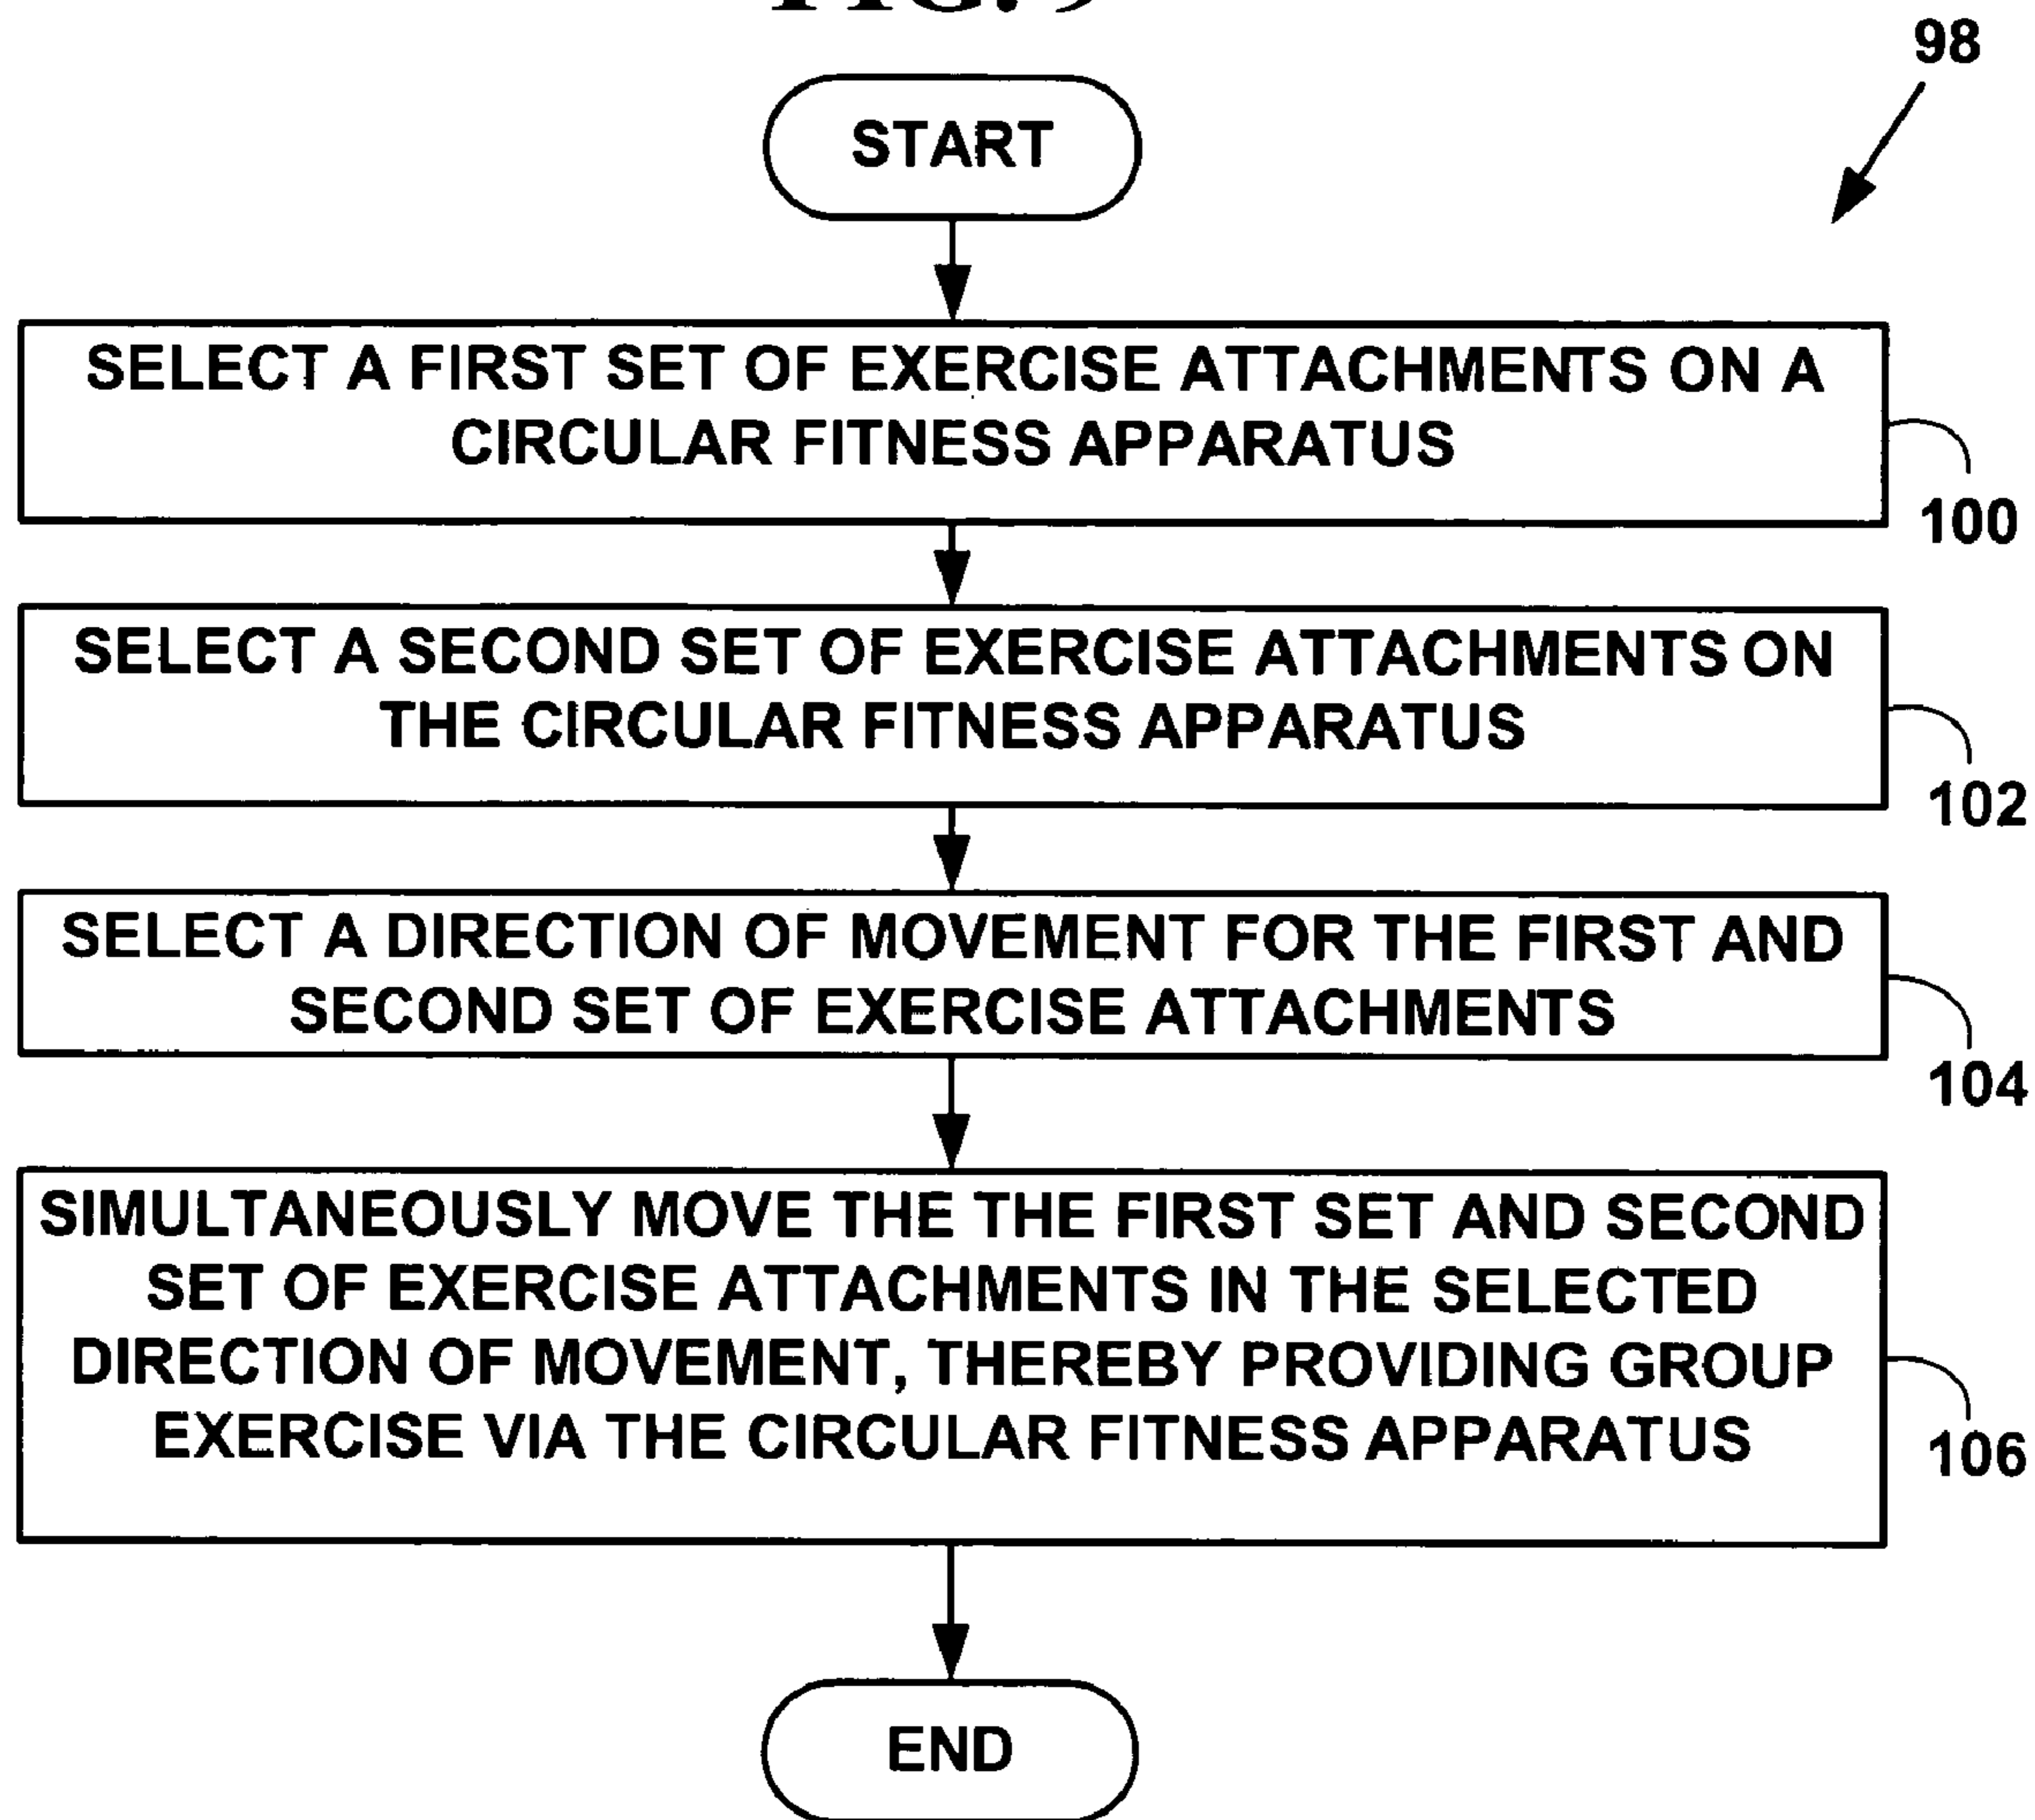 98
START
SELECT A FIRST SET OF EXERCISE ATTACHMENTS ON A
CIRCULAR FITNESS APPARATUS
100
SELECT A SECOND SET OF EXERCISE ATTACHMENTS ON
THE CIRCULAR FITNESS APPARATUS
102
SELECT A DIRECTION OF MOVEMENT FOR THE FIRST AND
SECOND SET OF EXERCISE ATTACHMENTS
104
SIMULTANEOUSLY MOVE THE THE FIRST SET AND SECOND
SET OF EXERCISE ATTACHMENTS IN THE SELECTED
DIRECTION OF MOVEMENT, THEREBY PROVIDING GROUP
EXERCISE VIA THE CIRCULAR FITNESS APPARATUS
106
END